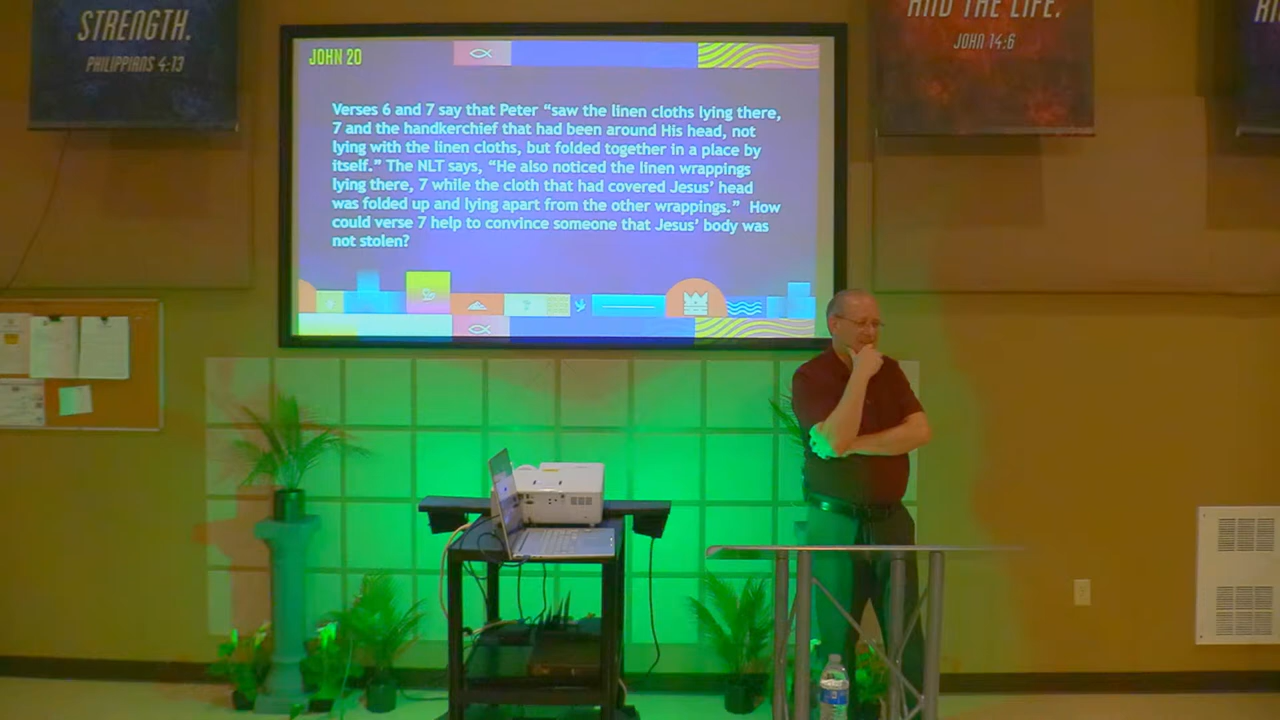 STRENGTH.
PHILIPPIANS 4:13
AND THE LIFE.
JOHN 14:6
JOHN 20
Verses 6 and 7 say that Peter “saw the linen cloths lying there,
7 and the handkerchief that had been around His head, not
lying with the linen cloths, but folded together in a place by
itself.” The NLT says, “He also noticed the linen wrappings
lying there, 7 while the cloth that had covered Jesus’ head
was folded up and lying apart from the other wrappings.”  How
could verse 7 help to convince someone that Jesus’ body was
not stolen?